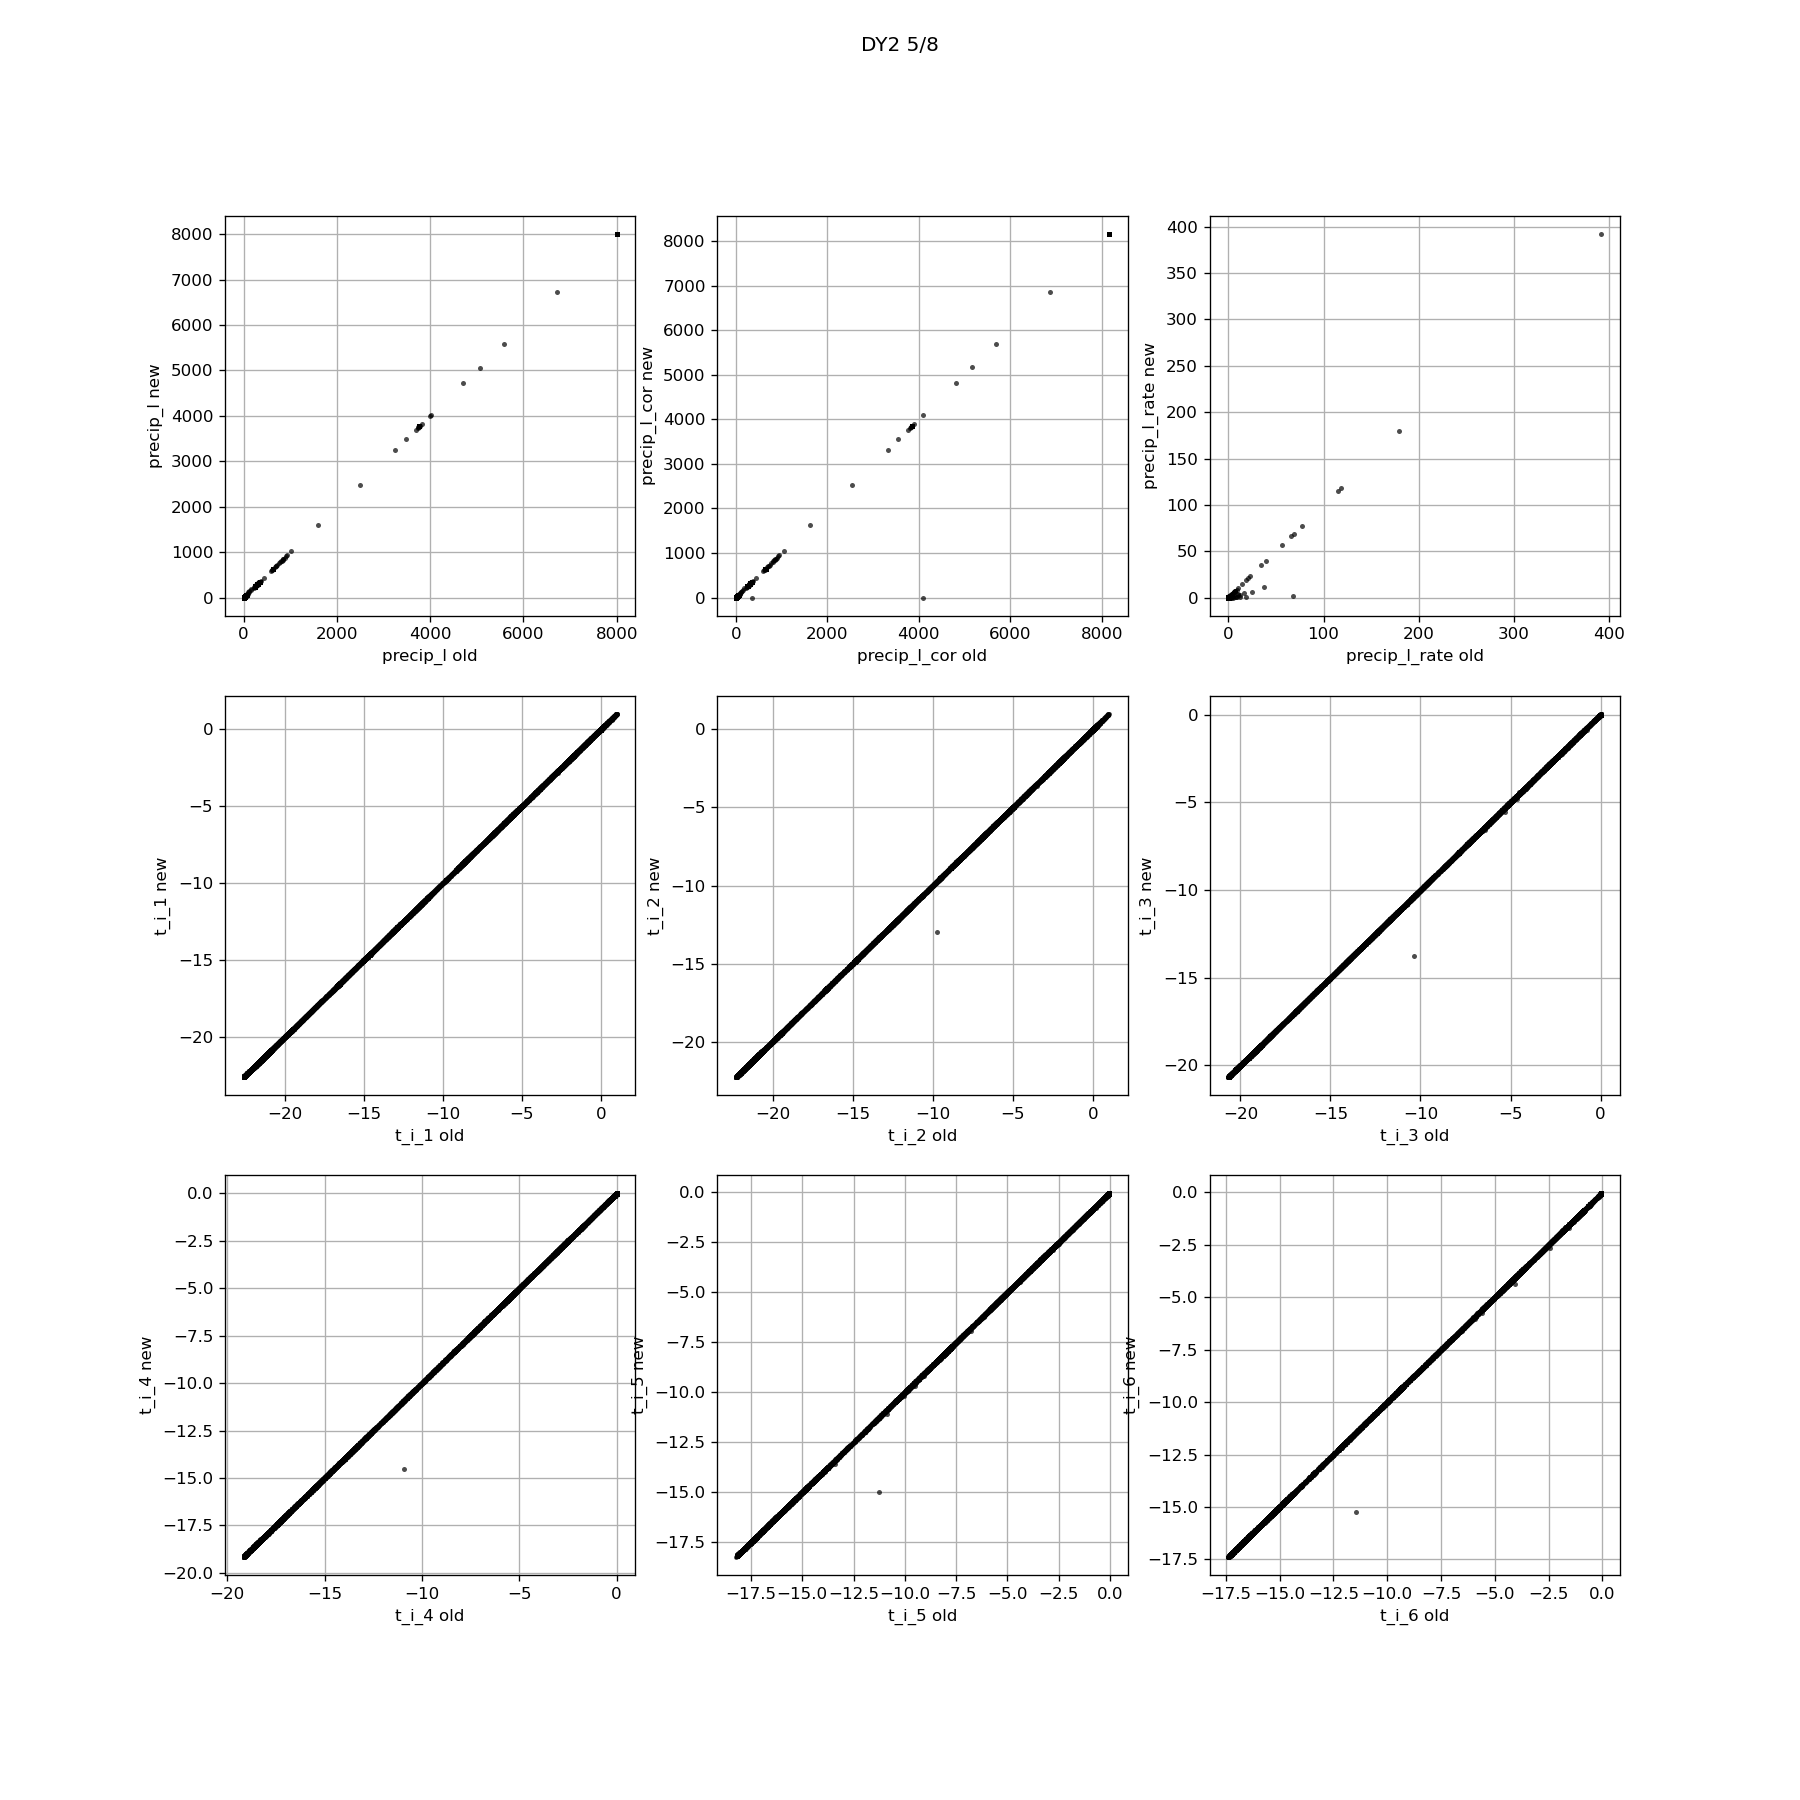 DY2 5/8
8000
7000
6000
5000
4000
3000
2000
1000
0
precip_l new
0 2000 4000 6000 8000
precip_l old
8000
7000
6000
5000
4000
3000
2000
1000
0
precip_l_cor new
0 2000 4000 6000 8000
precip_l_cor old
400
350
300
250
200
150
100
50
0
precip_l_rate new
0 100 200 300 400
precip_l_rate old
0
−5
−10
−15
−20
t_i_1 new
−20 −15 −10 −5 0
t_i_1 old
0
−5
−10
−15
−20
t_i_2 new
−20 −15 −10 −5 0
t_i_2 old
0
−5
−10
−15
−20
t_i_3 new
−20 −15 −10 −5 0
t_i_3 old
0.0
−2.5
−5.0
−7.5
−10.0
−12.5
−15.0
−17.5
−20.0
t_i_4 new
−20 −15 −10 −5 0
t_i_4 old
0.0
−2.5
−5.0
−7.5
−10.0
−12.5
−15.0
−17.5
t_i_5 new
−17.5 −15.0 −12.5 −10.0 −7.5 −5.0 −2.5 0.0
t_i_5 old
0.0
−2.5
−5.0
−7.5
−10.0
−12.5
−15.0
−17.5
t_i_6 new
−17.5 −15.0 −12.5 −10.0 −7.5 −5.0 −2.5 0.0
t_i_6 old